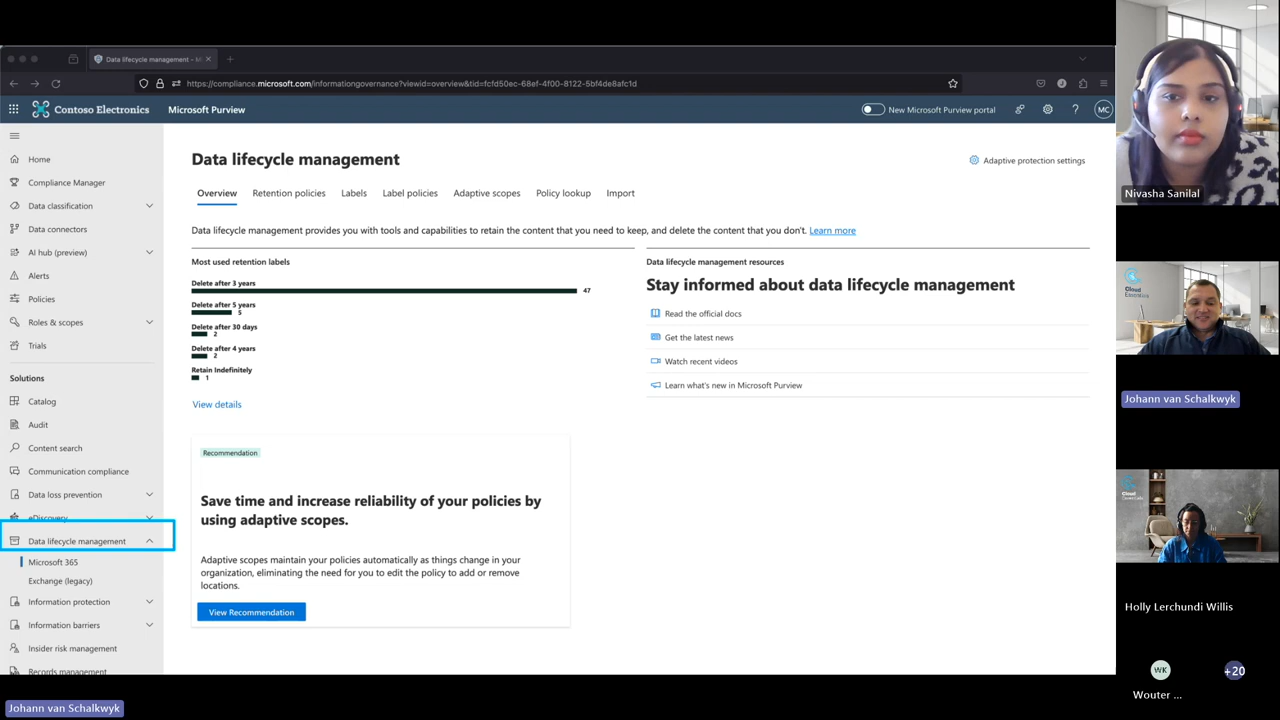 Data lifecycle management - M
https://compliance.microsoft.com/informationgovernance?viewid=overview&tid=fcfd50ec-68ef-4f00-8122-5bf4de8afc1d
Contoso Electronics
Microsoft Purview
New Microsoft Purview portal
MC
Home
Compliance Manager
Data classification
Data connectors
AI hub (preview)
Alerts
Policies
Roles & scopes
Trials
Solutions
Catalog
Audit
Content search
Communication compliance
Data loss prevention
eDiscovery
Data lifecycle management
Microsoft 365
Exchange (legacy)
Information protection
Information barriers
Insider risk management
Records management
Data lifecycle management
Adaptive protection settings
Overview
Retention policies
Labels
Label policies
Adaptive scopes
Policy lookup
Import
Data lifecycle management provides you with tools and capabilities to retain the content that you need to keep, and delete the content that you don't. Learn more
Most used retention labels
Delete after 3 years
47
Delete after 5 years
5
Delete after 30 days
2
Delete after 4 years
2
Retain Indefinitely
1
View details
Data lifecycle management resources
Stay informed about data lifecycle management
Read the official docs
Get the latest news
Watch recent videos
Learn what's new in Microsoft Purview
Recommendation
Save time and increase reliability of your policies by
using adaptive scopes.
Adaptive scopes maintain your policies automatically as things change in your
organization, eliminating the need for you to edit the policy to add or remove
locations.
View Recommendation
Nivasha Sanilal
Cloud
Essentials
Johann van Schalkwyk
Cloud
Essentials
Holly Lerchundi Willis
WK
+20
Wouter ...
Johann van Schalkwyk